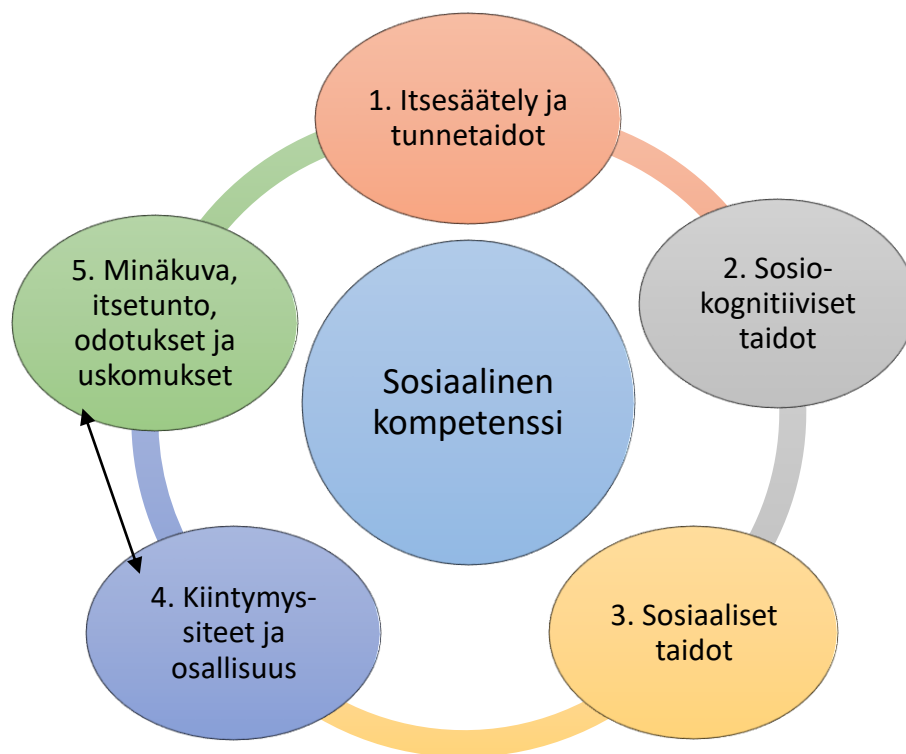 1. Itsesäätely ja
tunnetaidot
2. Sosio-
kognitiiviset
taidot
3. Sosiaaliset
taidot
4. Kiintymys-
siteet ja
osallisuus
5. Minäkuva,
itsetunto,
odotukset ja
uskomukset
Sosiaalinen
kompetenssi